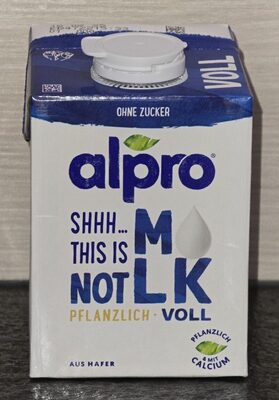 VOLL
OHNE ZUCKER
alpro®
SHHH...
THIS IS
NOT
M
LK
PFLANZLICH · VOLL
AUS HAFER
PFLANZLICH
& MIT
CALCIUM